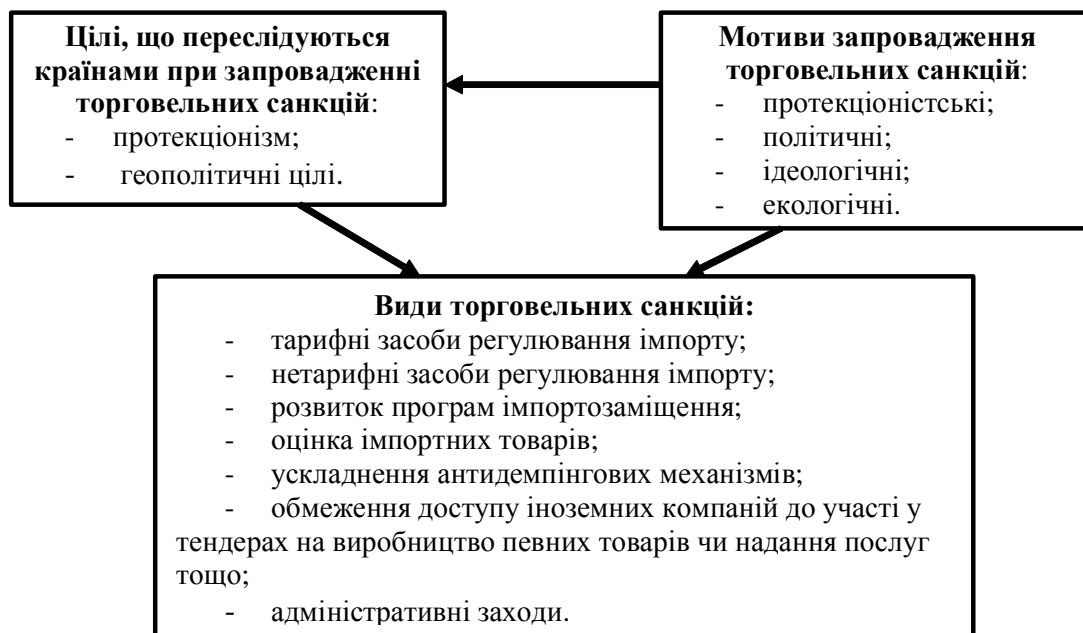 Цілі, що переслідуються
країнами при запровадженні
торговельних санкцій:
- протекціонізм;
- геополітичні цілі.
Мотиви запровадження
торговельних санкцій:
- протекціоністські;
- політичні;
- ідеологічні;
- екологічні.
Види торговельних санкцій:
- тарифні засоби регулювання імпорту;
- нетарифні засоби регулювання імпорту;
- розвиток програм імпортозаміщення;
- оцінка імпортних товарів;
- ускладнення антидемпінгових механізмів;
- обмеження доступу іноземних компаній до участі у
тендерах на виробництво певних товарів чи надання послуг
тощо;
- адміністративні заходи.